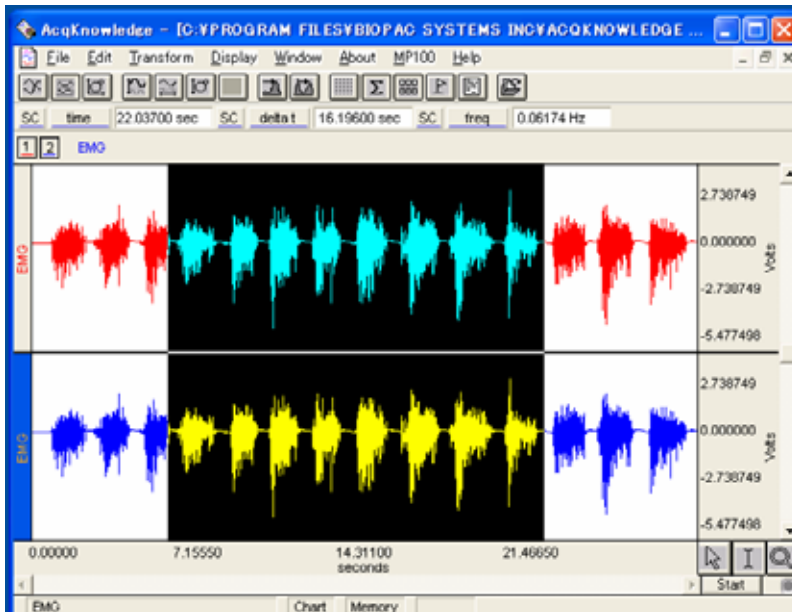 AcqKnowledge - [C:¥PROGRAM FILES¥BIOPAC SYSTEMS INC¥ACQKNOWLEDGE ...
File Edit Transform Display Window About MP100 Help
SC time 22.03700 sec SC delta t 16.19600 sec SC freq 0.06174 Hz
1 2 EMG
EMG
2.738749
0.000000
-2.738749
-5.477498
Volts
EMG
2.738749
0.000000
-2.738749
-5.477498
Volts
0.00000 7.15550 14.31100 21.46650
seconds
Start
EMG Chart Memory